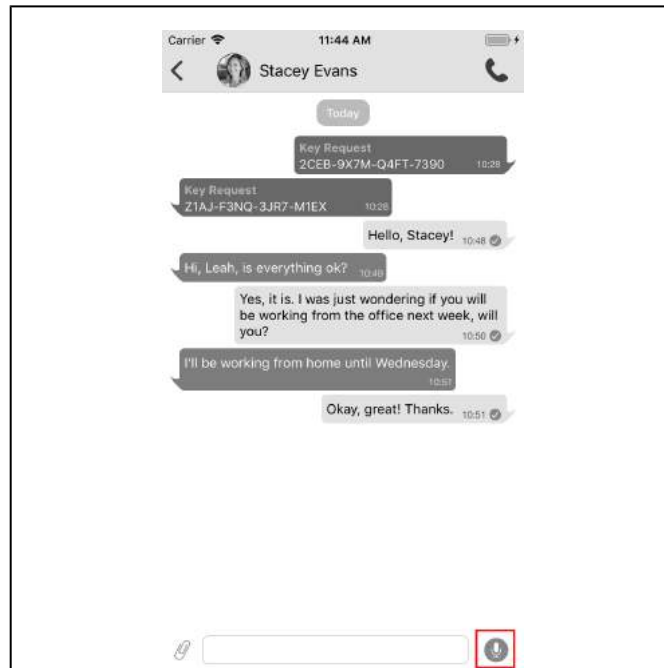 Carrier 11:44 AM
Stacey Evans
Today
Key Request
2CEB-9X7M-Q4FT-7390 10:28
Key Request
Z1AJ-F3NQ-3JR7-M1EX 10:28
Hello, Stacey! 10:48
Hi, Leah, is everything ok? 10:49
Yes, it is. I was just wondering if you will
be working from the office next week, will
you? 10:50
I'll be working from home until Wednesday.
10:51
Okay, great! Thanks. 10:51